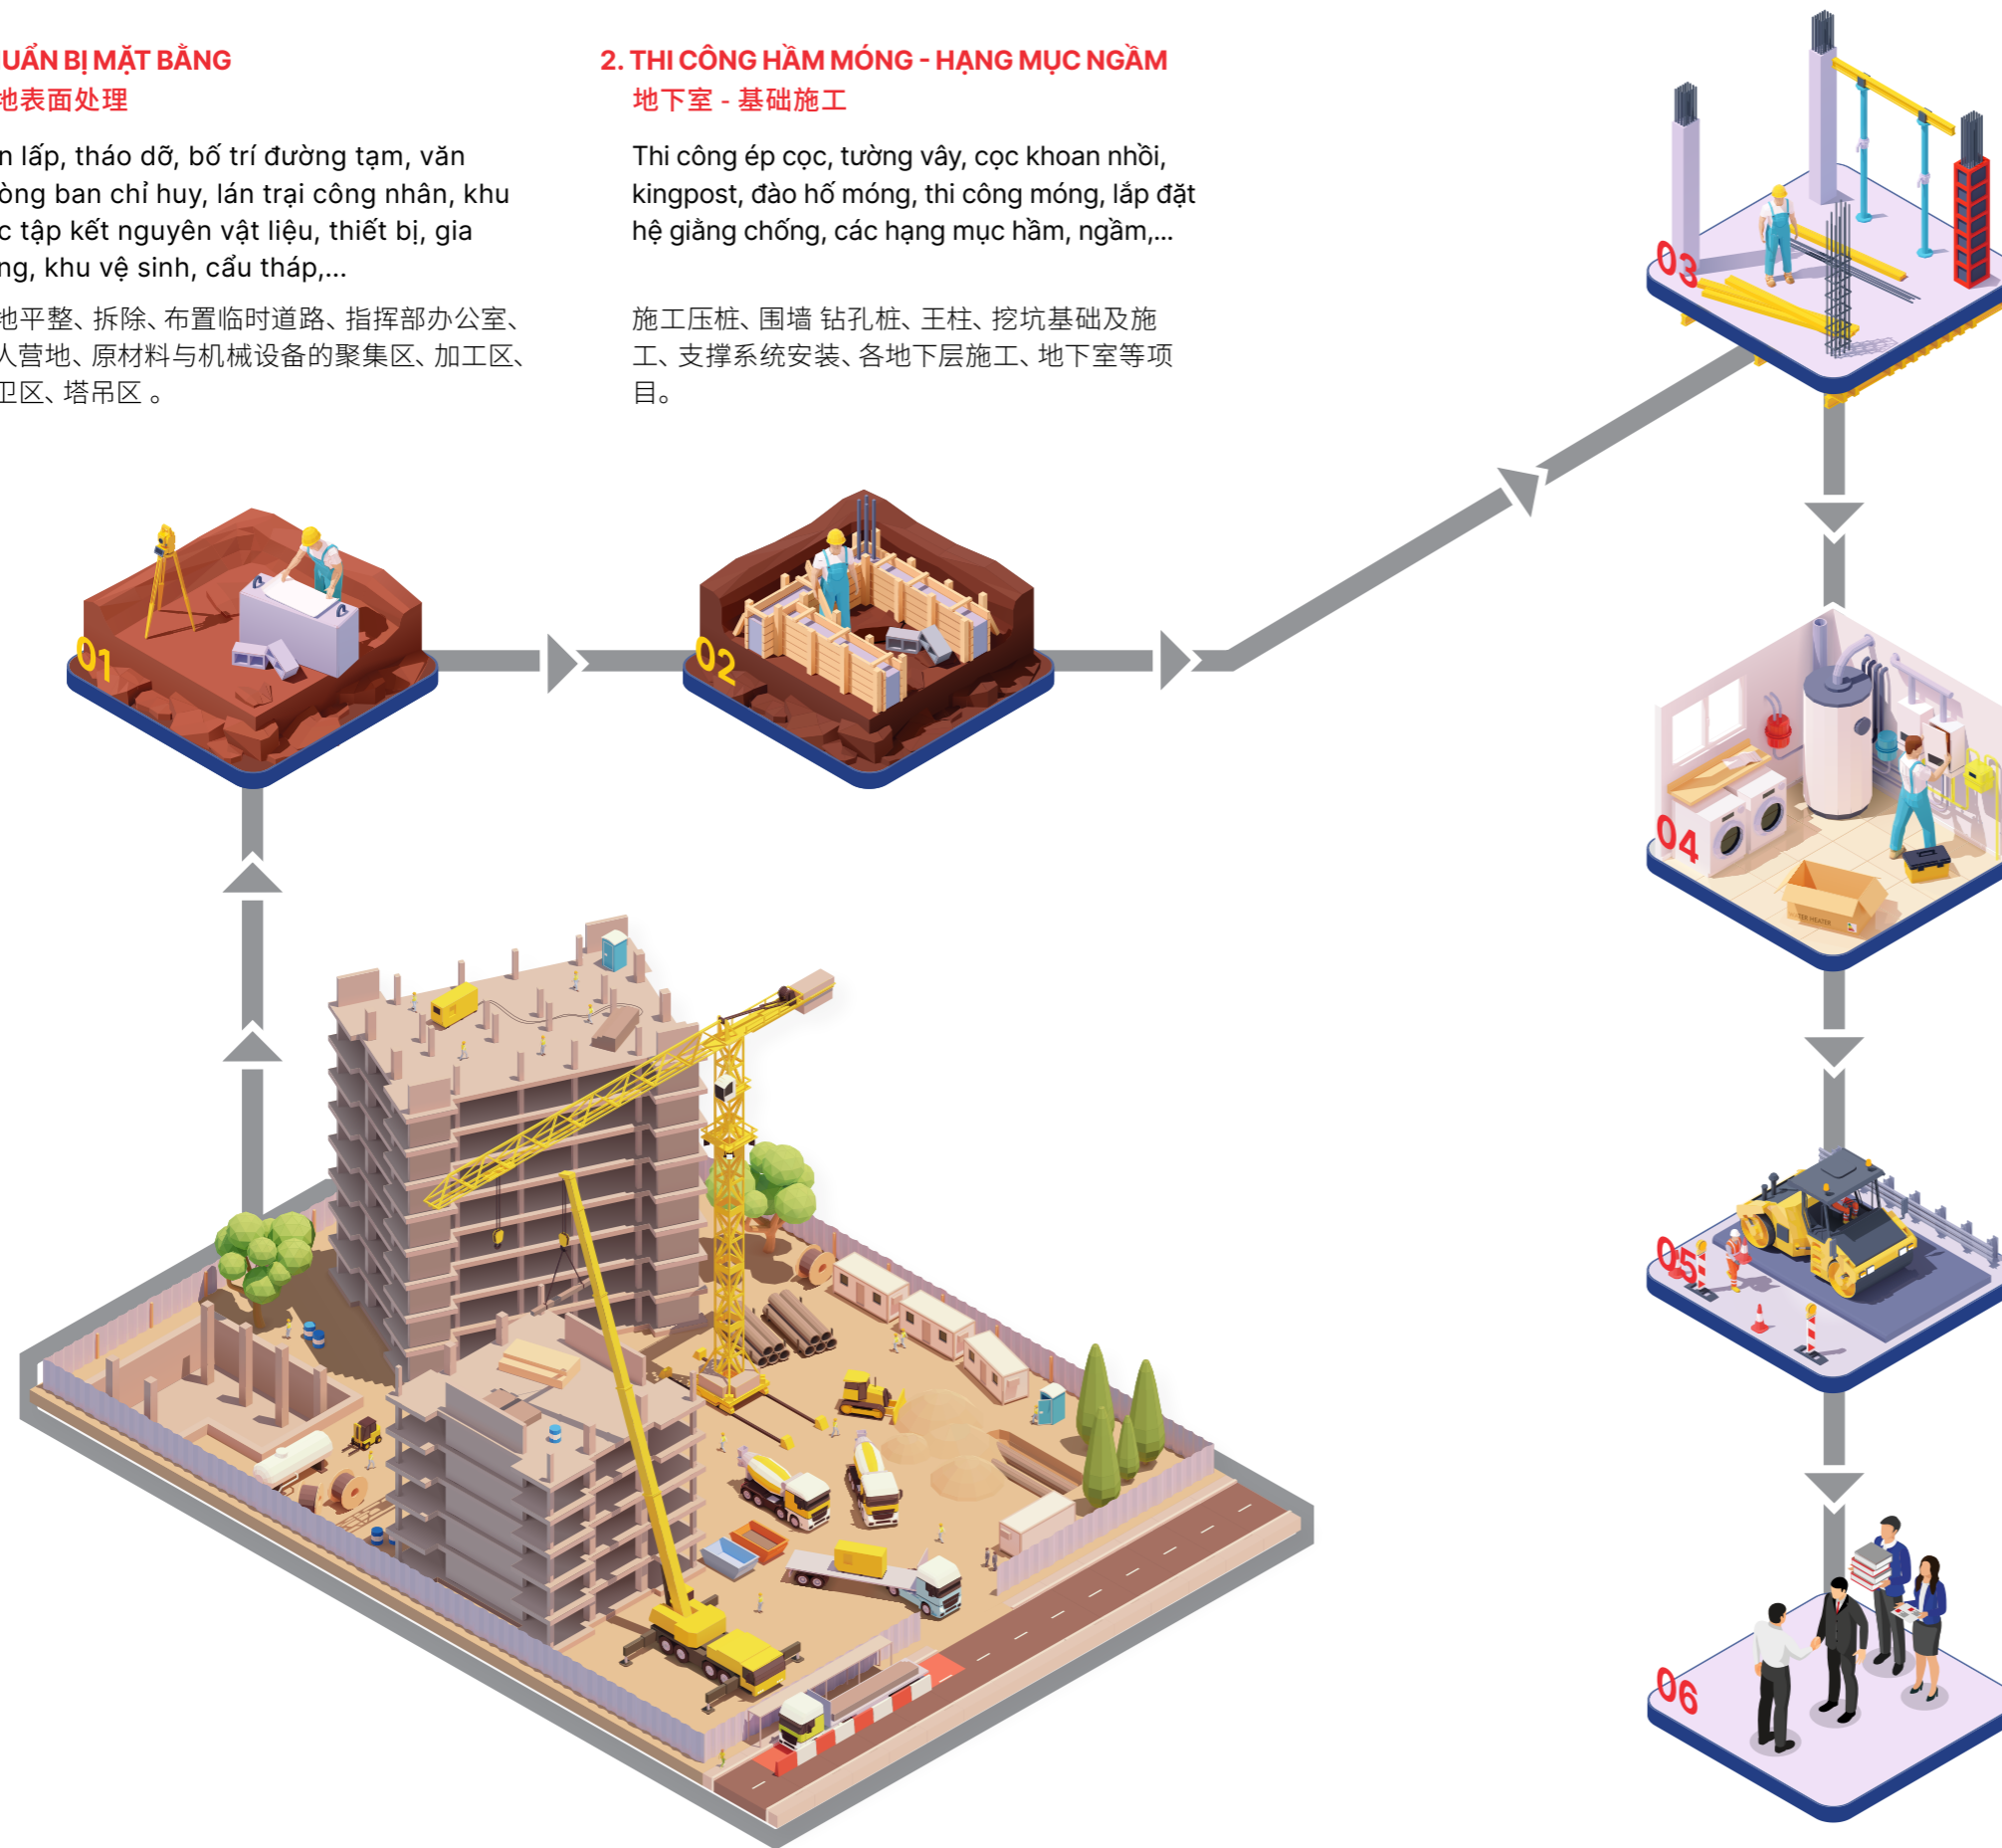 UẨN BỊ MẶT BẰNG
地表面处理
n lấp, tháo dỡ, bố trí đường tạm, văn
òng ban chỉ huy, lán trại công nhân, khu
c tập kết nguyên vật liệu, thiết bị, gia
ng, khu vệ sinh, cẩu tháp,...
地平整、拆除、布置临时道路、指挥部办公室、
人营地、原材料与机械设备的聚集区、加工区、
卫区、塔吊区 。
2. THI CÔNG HẦM MÓNG - HẠNG MỤC NGẦM
地下室 - 基础施工
Thi công ép cọc, tường vây, cọc khoan nhồi,
kingpost, đào hố móng, thi công móng, lắp đặt
hệ giằng chống, các hạng mục hầm, ngầm,...
施工压桩、围墙 钻孔桩、王柱、挖坑基础及施
工、支撑系统安装、各地下层施工、地下室等项
目。
01
02
03
04
HEATER
05
06